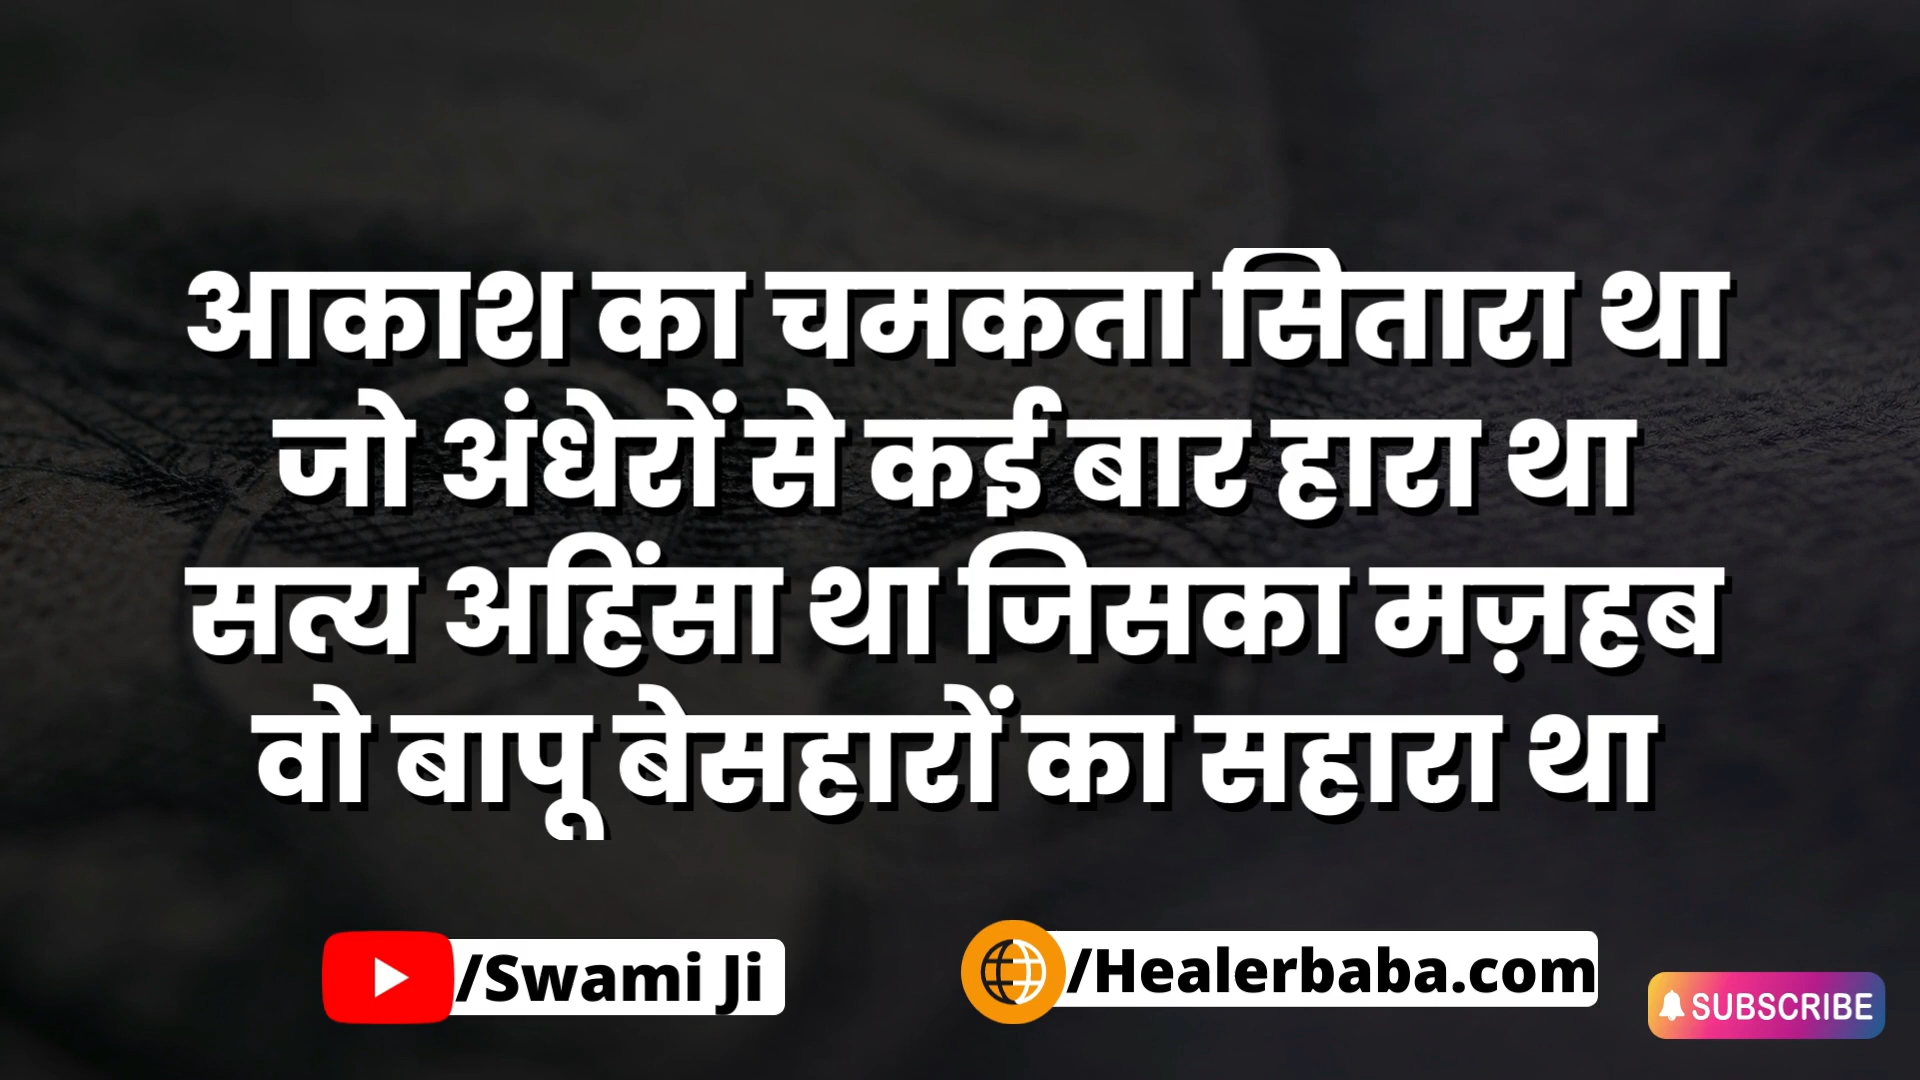 आकाश का चमकता सितारा था
जो अंधेरों से कई बार हारा था
सत्य अहिंसा था जिसका मज़हब
वो बापू बेसहारों का सहारा था
/Swami Ji
/Healerbaba.com
SUBSCRIBE